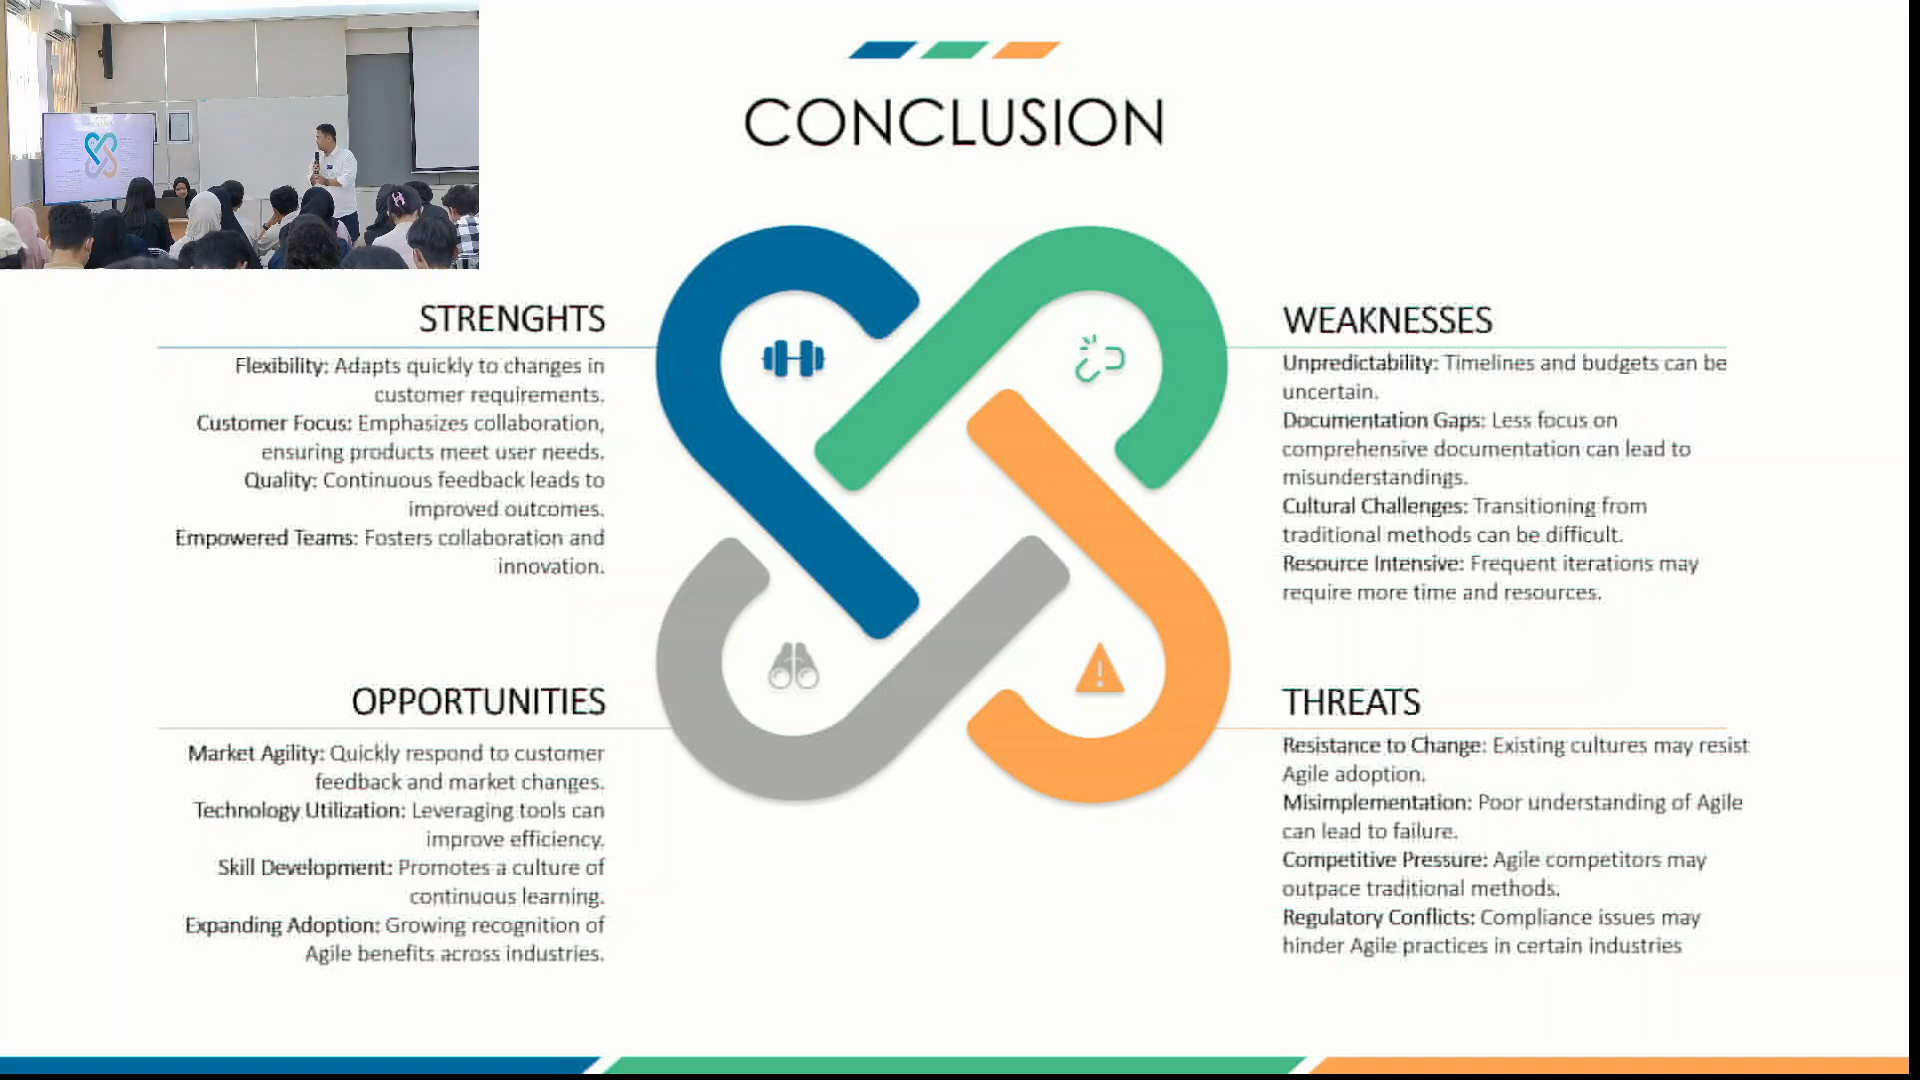 CONCLUSION
STRENGHTS
Flexibility: Adapts quickly to changes in
customer requirements.
Customer Focus: Emphasizes collaboration,
ensuring products meet user needs.
Quality: Continuous feedback leads to
improved outcomes.
Empowered Teams: Fosters collaboration and
innovation.
WEAKNESSES
Unpredictability: Timelines and budgets can be
uncertain.
Documentation Gaps: Less focus on
comprehensive documentation can lead to
misunderstandings.
Cultural Challenges: Transitioning from
traditional methods can be difficult.
Resource Intensive: Frequent iterations may
require more time and resources.
OPPORTUNITIES
Market Agility: Quickly respond to customer
feedback and market changes.
Technology Utilization: Leveraging tools can
improve efficiency.
Skill Development: Promotes a culture of
continuous learning.
Expanding Adoption: Growing recognition of
Agile benefits across industries.
THREATS
Resistance to Change: Existing cultures may resist
Agile adoption.
Misimplementation: Poor understanding of Agile
can lead to failure.
Competitive Pressure: Agile competitors may
outpace traditional methods.
Regulatory Conflicts: Compliance issues may
hinder Agile practices in certain industries